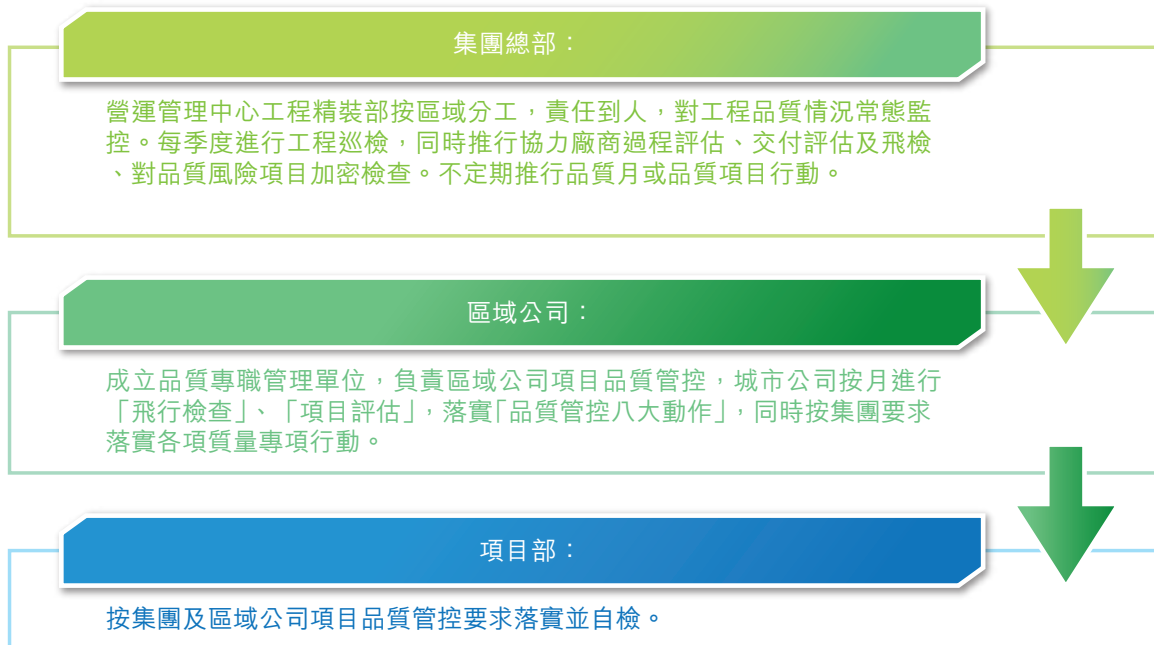 集團總部：
營運管理中心工程精裝部按區域分工，責任到人，對工程品質情況常態監
控。每季度進行工程巡檢，同時推行協力廠商過程評估、交付評估及飛檢
、對品質風險項目加密檢查。不定期推行品質月或品質項目行動。
區域公司：
成立品質專職管理單位，負責區域公司項目品質管控，城市公司按月進行
「飛行檢查」、「項目評估」，落實「品質管控八大動作」，同時按集團要求
落實各項質量專項行動。
項目部：
按集團及區域公司項目品質管控要求落實並自檢。